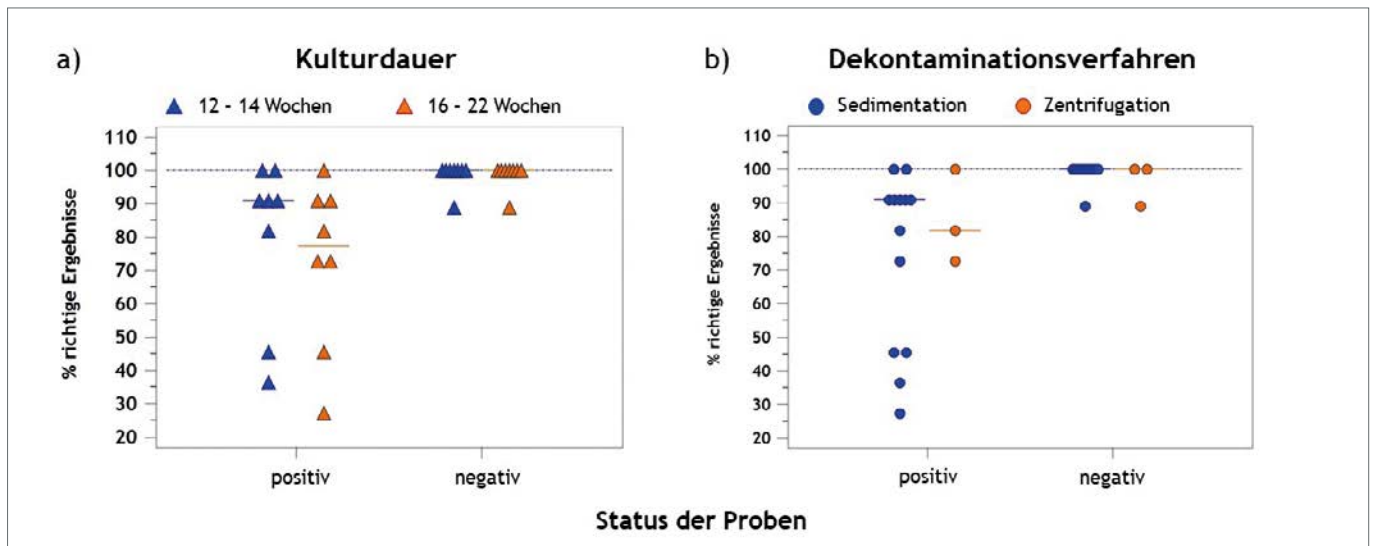 a) Kulturdauer
12 - 14 Wochen 16 - 22 Wochen
% richtige Ergebnisse
110
100
90
80
70
60
50
40
30
20
positiv negativ
b) Dekontaminationsverfahren
Sedimentation Zentrifugation
% richtige Ergebnisse
110
100
90
80
70
60
50
40
30
20
positiv negativ
Status der Proben